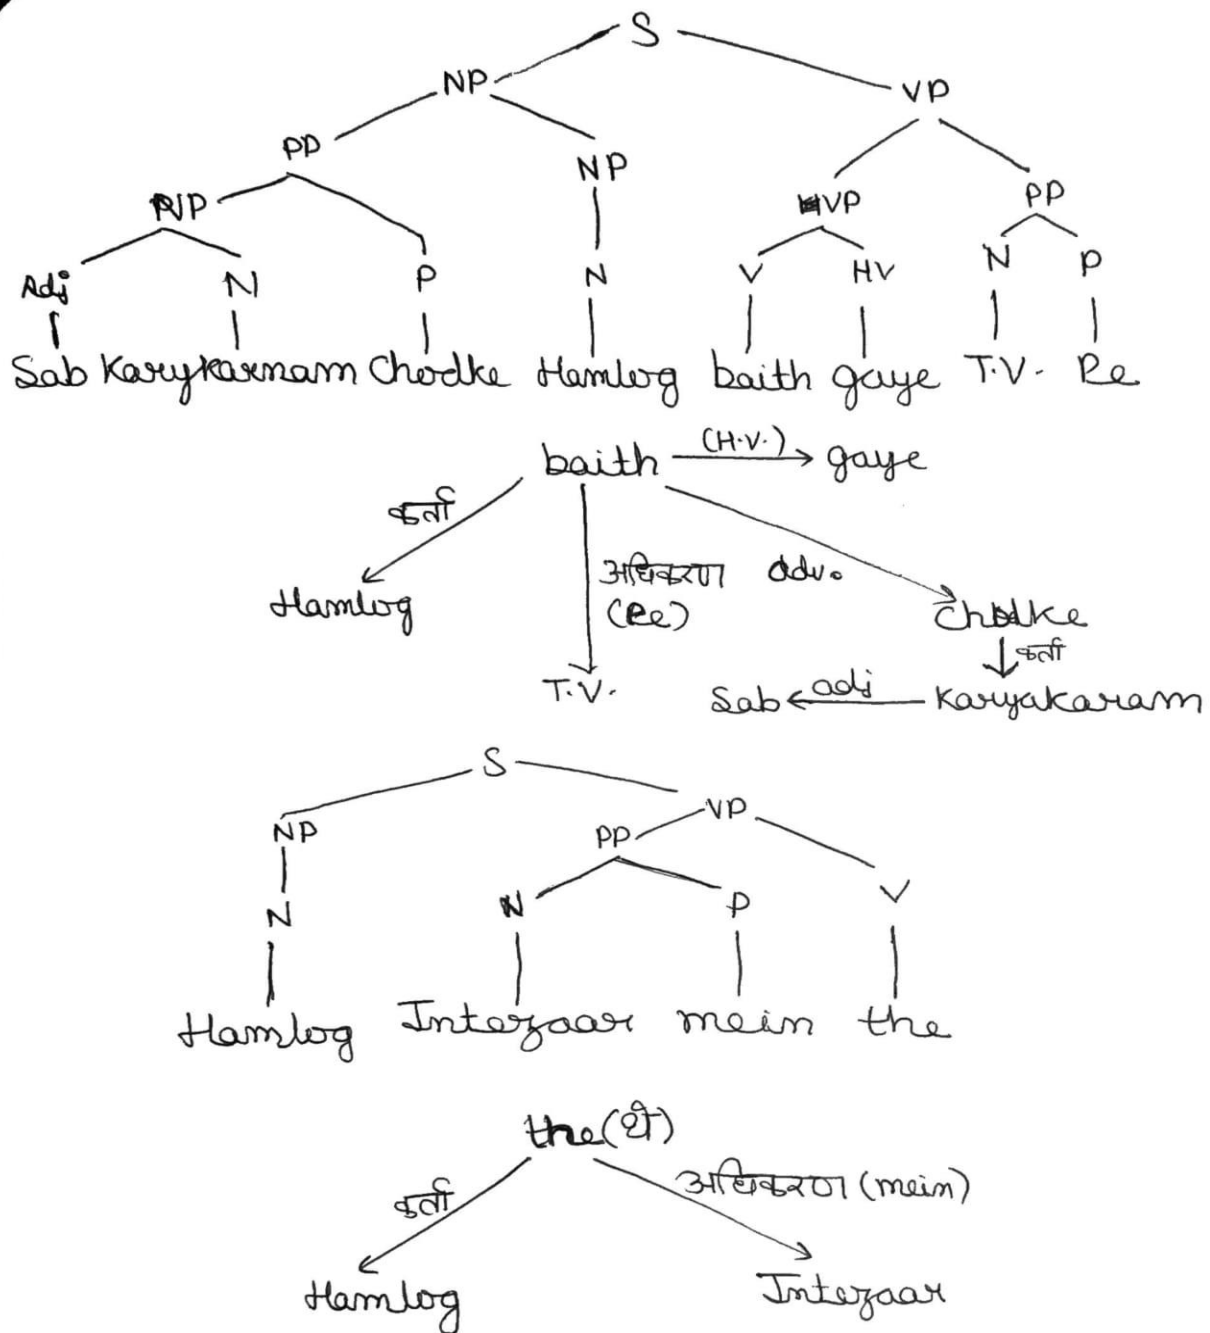 S
NP VP
PP NP VP PP
NP
Adj N P N V HV N P
Sab Karykarnam Chodke Hamlog baith gaye T.V. Pe
baith (H.V.) gaye
कर्ता
Hamlog
अधिकरण adv.
(Pe)
T.V.
Chodke
कर्ता
Sab adj Karyakaram
S
NP VP
PP
N N P V
Hamlog Intezaar mein the
the (थे)
कर्ता अधिकरण (mein)
Hamlog Intezaar